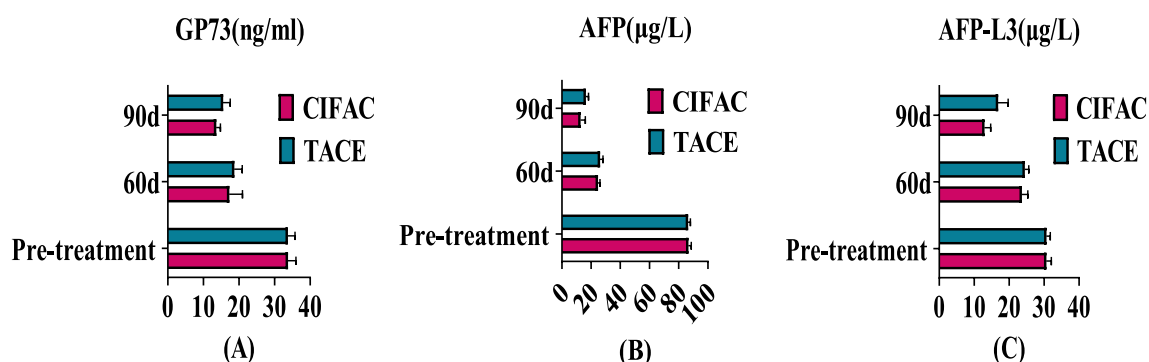 GP73(ng/ml)
90d
60d
Pre-treatment
CIFAC
TACE
0 10 20 30 40
(A)
AFP(μg/L)
90d
60d
Pre-treatment
CIFAC
TACE
0 20 40 60 80 100
(B)
AFP-L3(μg/L)
90d
60d
Pre-treatment
CIFAC
TACE
0 10 20 30 40
(C)